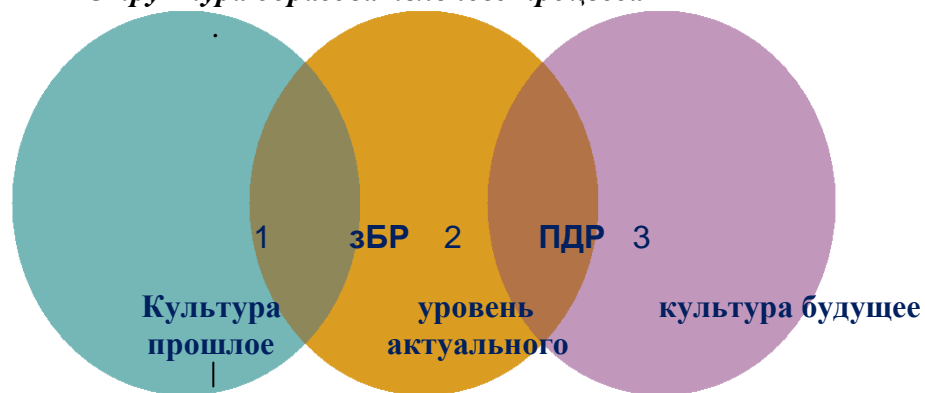 1 зБР 2 ПДР 3
Культура уровень культура будущее
прошлое актуального